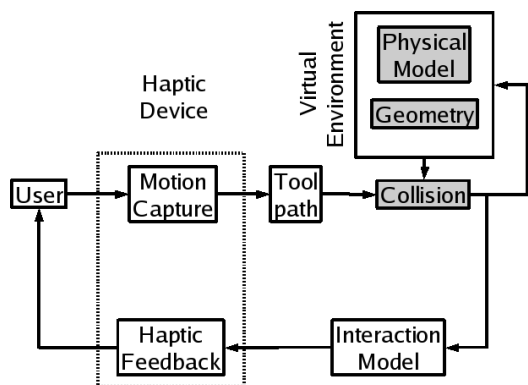 Haptic
Device
Virtual
Environment
Physical
Model
Geometry
User
Motion
Capture
Tool
path
Collision
Haptic
Feedback
Interaction
Model